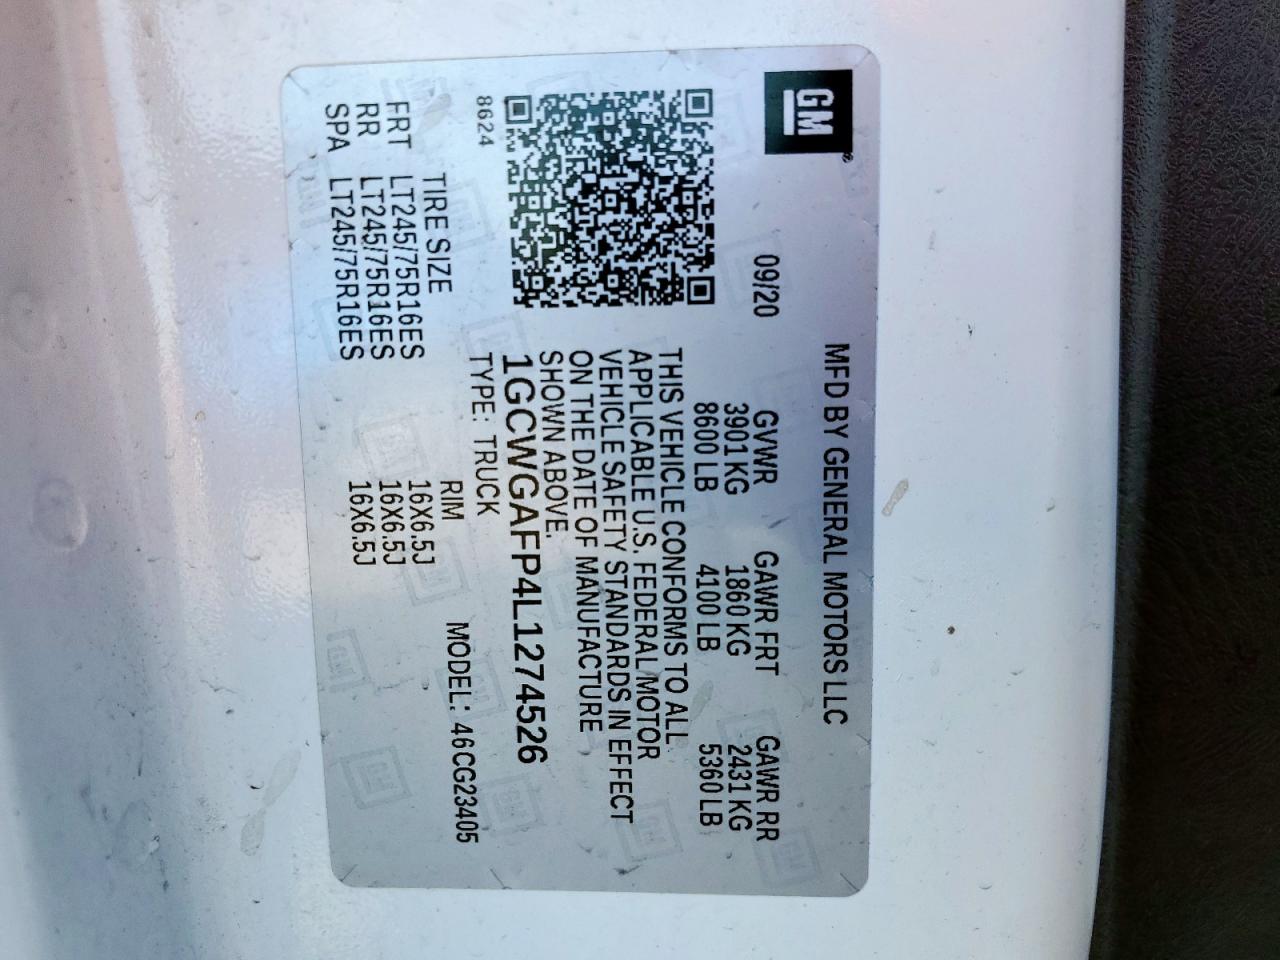 GM
MFD BY GENERAL MOTORS LLC
09/20 GVWR GAWR FRT GAWR RR
3901 KG 1860 KG 2431 KG
8600 LB 4100 LB 5360 LB
THIS VEHICLE CONFORMS TO ALL
APPLICABLE U.S. FEDERAL MOTOR
VEHICLE SAFETY STANDARDS IN EFFECT
ON THE DATE OF MANUFACTURE
SHOWN ABOVE.
8624
1GCWGAFP4L1274526
TYPE: TRUCK MODEL: 46CG23405
TIRE SIZE RIM
FRT LT245/75R16ES 16X6.5J
RR LT245/75R16ES 16X6.5J
SPA LT245/75R16ES 16X6.5J